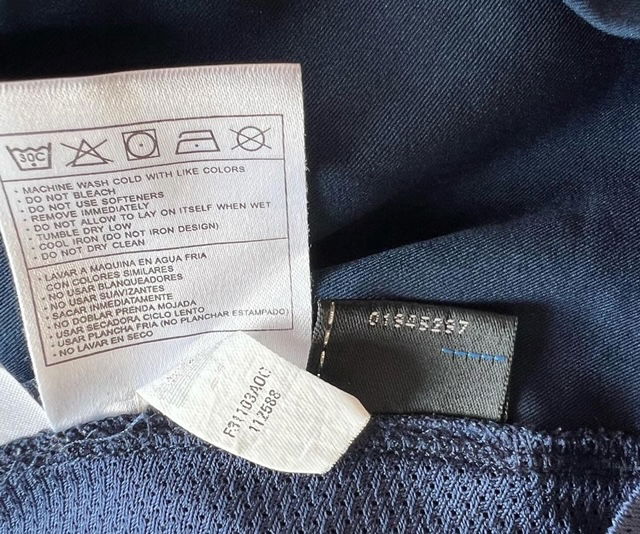 30C
• MACHINE WASH COLD WITH LIKE COLORS
• DO NOT BLEACH
• DO NOT USE SOFTENERS
• REMOVE IMMEDIATELY
• DO NOT ALLOW TO LAY ON ITSELF WHEN WET
• TUMBLE DRY LOW
• COOL IRON (DO NOT IRON DESIGN)
• DO NOT DRY CLEAN
• LAVAR A MAQUINA EN AGUA FRIA
CON COLORES SIMILARES
• NO USAR BLANQUEADORES
• NO USAR SUAVIZANTES
• SACAR IMMEDIATAMENTE
• NO DOBLAR PRENDA MOJADA
• USAR SECADORA CICLO LENTO
• USAR PLANCHA FRIA (NO PLANCHAR ESTAMPADO)
• NO LAVAR EN SECO
F31103A0C
112588